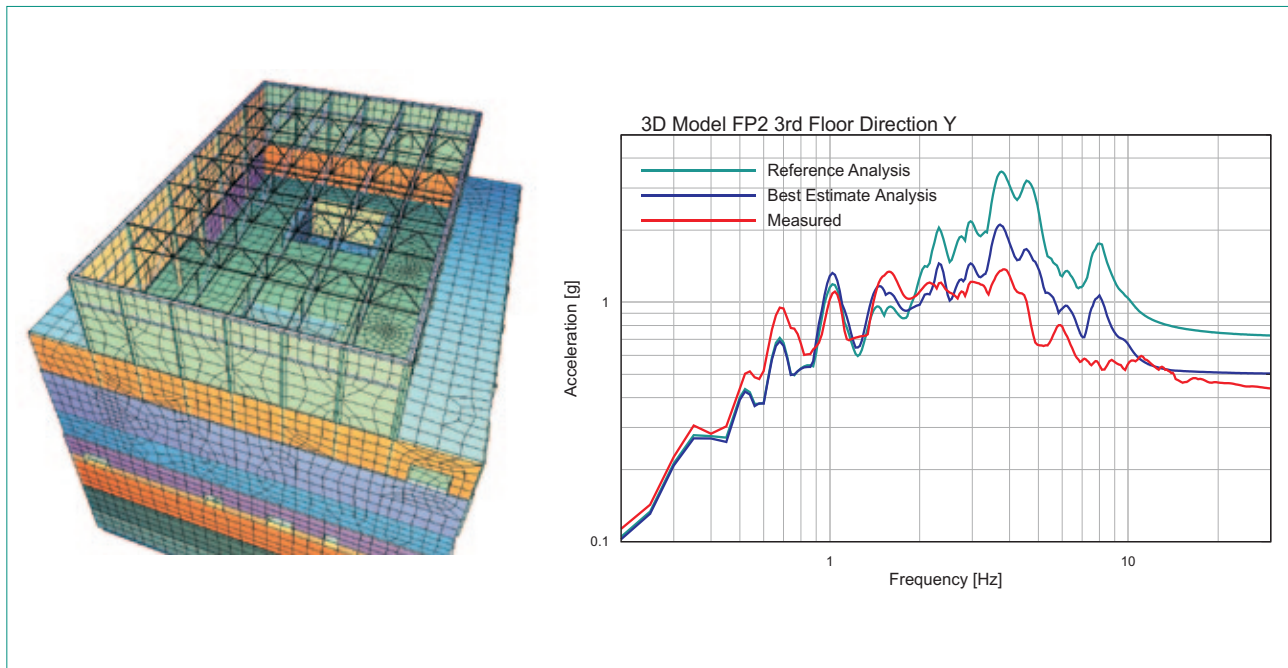 3D Model FP2 3rd Floor Direction Y
Reference Analysis
Best Estimate Analysis
Measured
Acceleration [g]
1
0.1
1
10
Frequency [Hz]